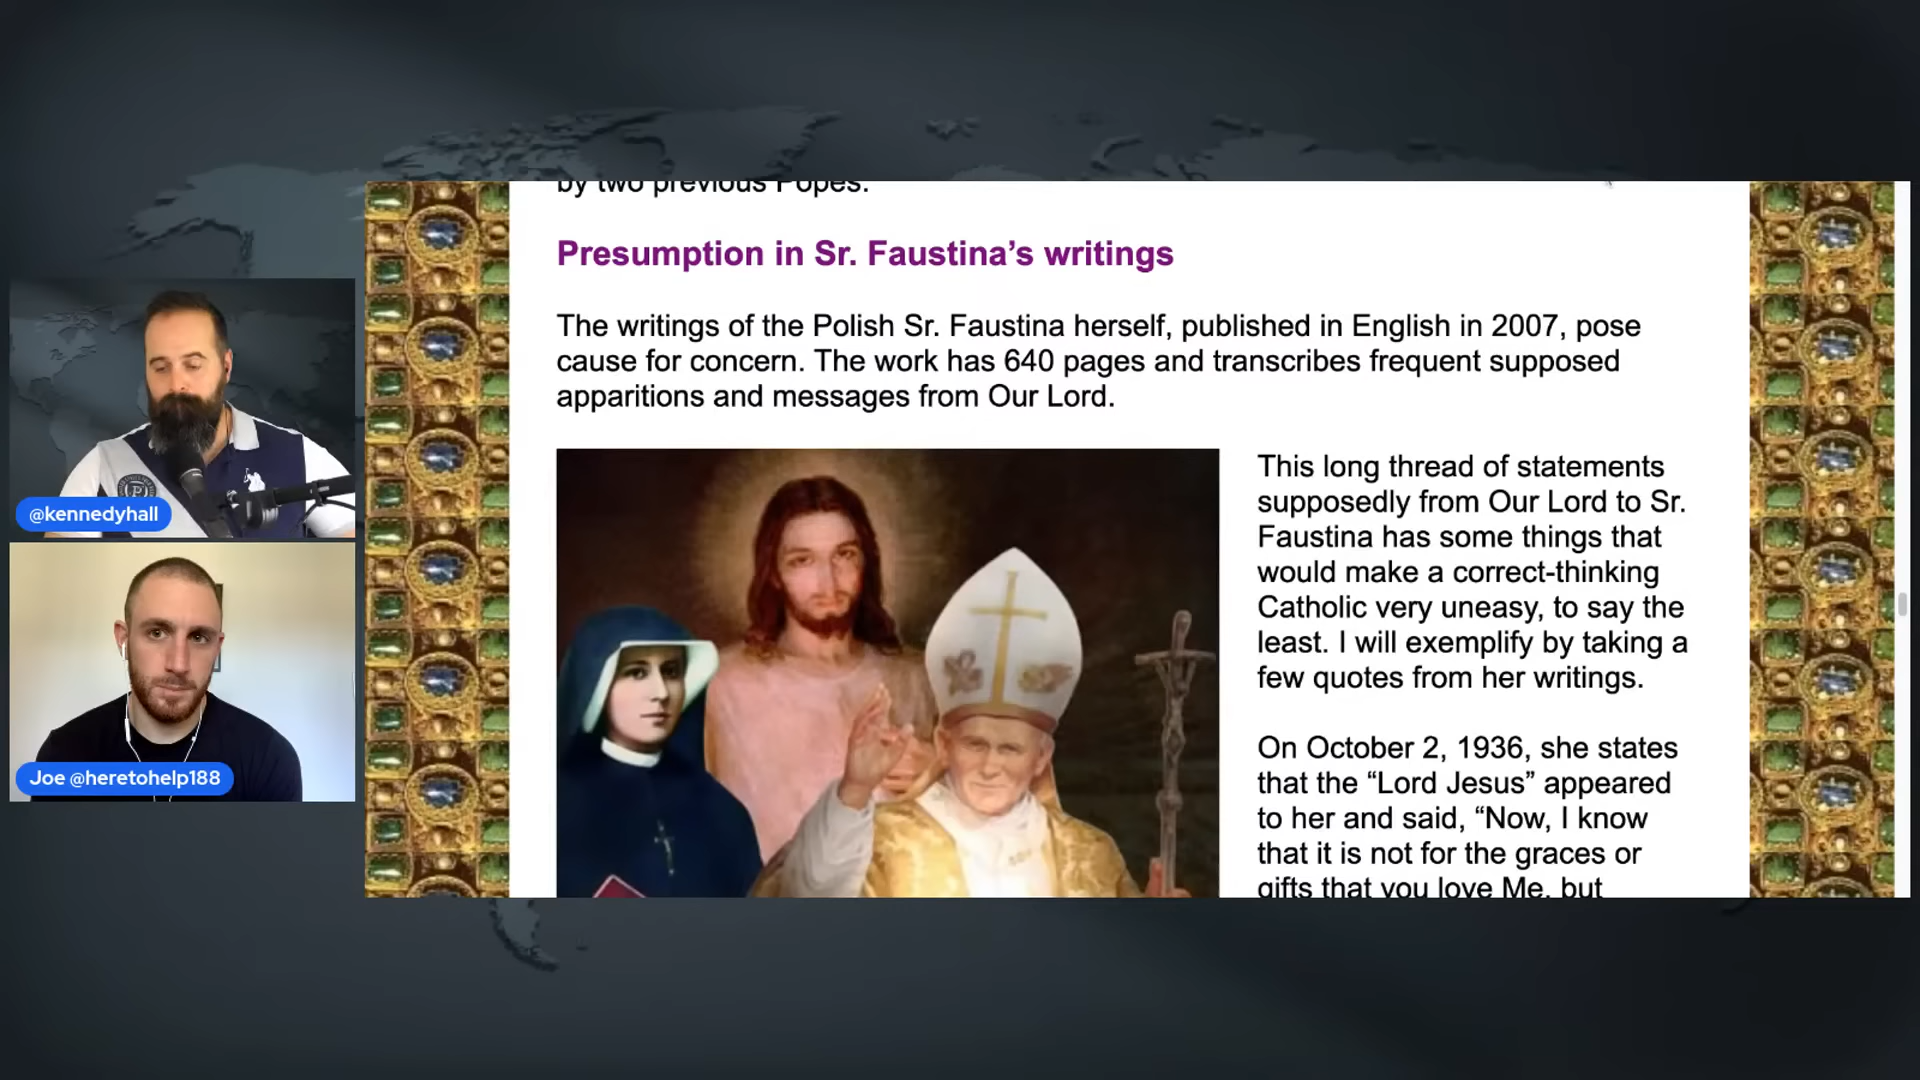 by two previous Popes.
Presumption in Sr. Faustina’s writings
The writings of the Polish Sr. Faustina herself, published in English in 2007, pose
cause for concern. The work has 640 pages and transcribes frequent supposed
apparitions and messages from Our Lord.
This long thread of statements
supposedly from Our Lord to Sr.
Faustina has some things that
would make a correct-thinking
Catholic very uneasy, to say the
least. I will exemplify by taking a
few quotes from her writings.
On October 2, 1936, she states
that the “Lord Jesus” appeared
to her and said, “Now, I know
that it is not for the graces or
gifts that you love Me, but
@kennedyhall
Joe @heretohelp188